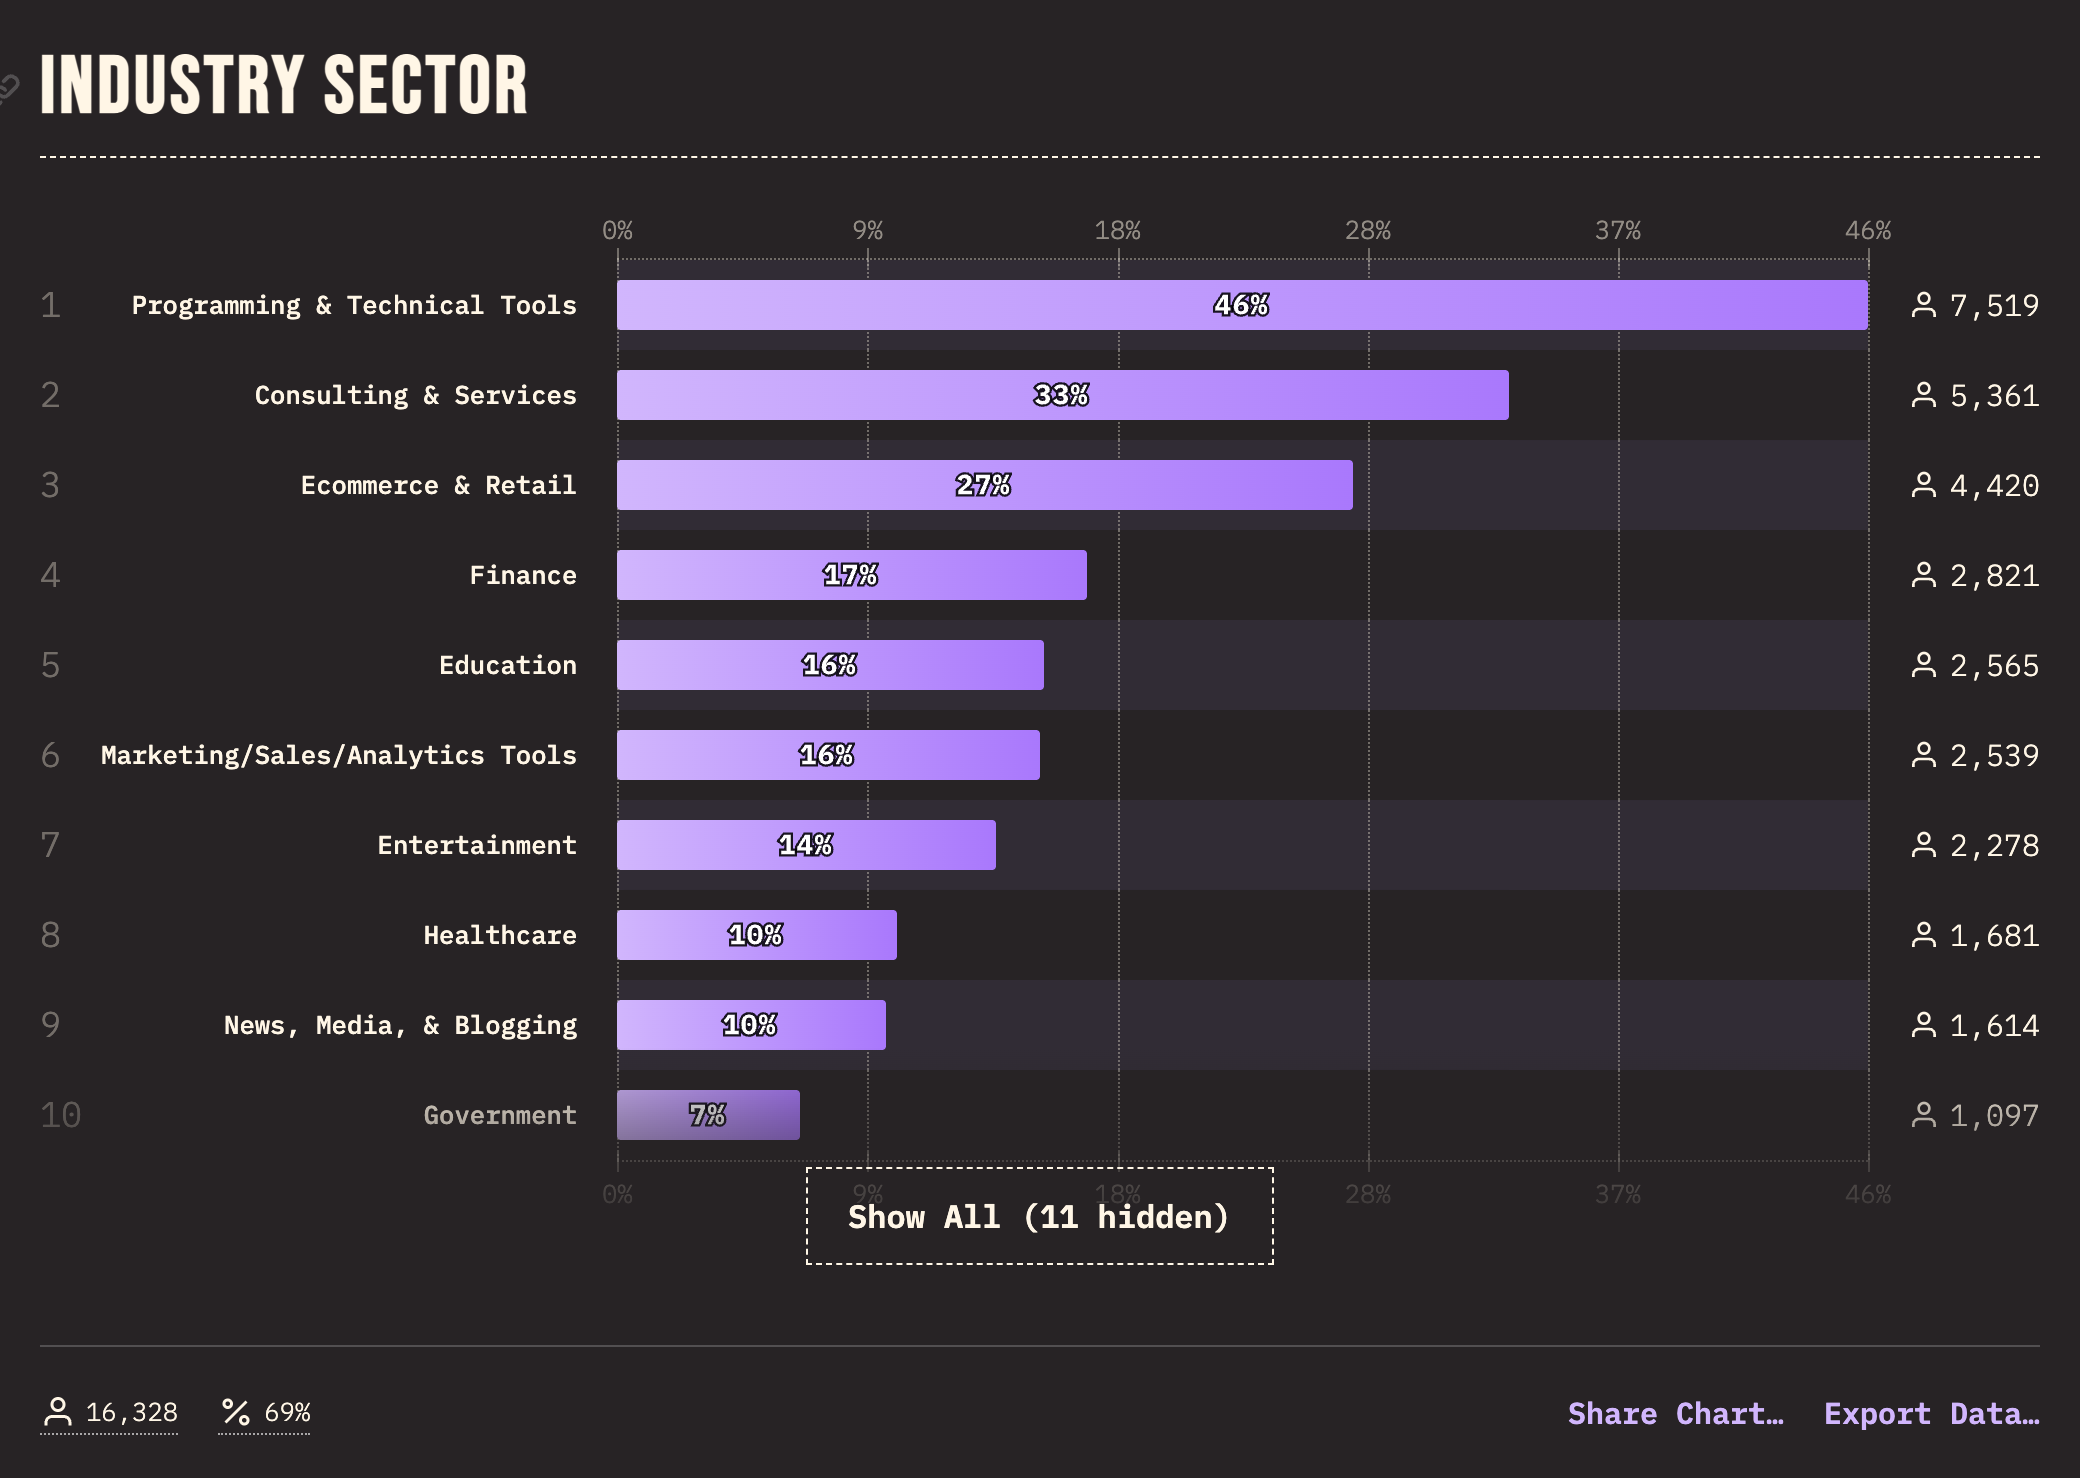 INDUSTRY SECTOR
0% 9% 18% 28% 37% 46%
1 Programming & Technical Tools 46% 7,519
2 Consulting & Services 33% 5,361
3 Ecommerce & Retail 27% 4,420
4 Finance 17% 2,821
5 Education 16% 2,565
6 Marketing/Sales/Analytics Tools 16% 2,539
7 Entertainment 14% 2,278
8 Healthcare 10% 1,681
9 News, Media, & Blogging 10% 1,614
10 Government 7% 1,097
0% 9% 18% 28% 37% 46%
Show All (11 hidden)
16,328 % 69% Share Chart… Export Data…